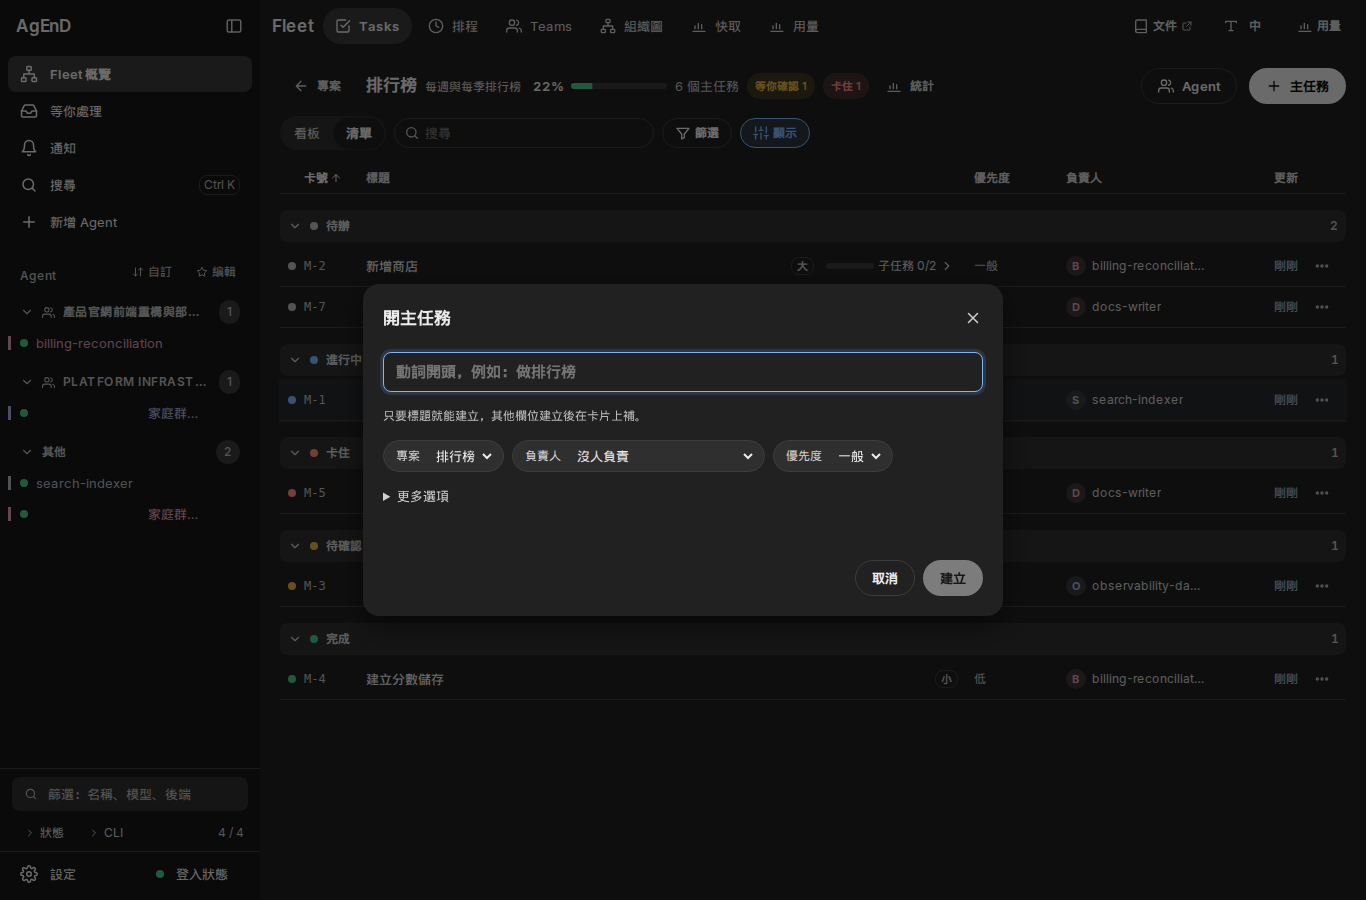 AgEnD
Fleet 概覽
等你處理
通知
搜尋 Ctrl K
新增 Agent
Agent 自訂 編輯
產品官網前端重構與部... 1
billing-reconciliation
PLATFORM INFRAST... 1
家庭群...
其他 2
search-indexer
家庭群...
篩選：名稱、模型、後端
狀態 CLI 4 / 4
設定 登入狀態
Fleet Tasks 排程 Teams 組織圖 快取 用量 文件 中 用量
專案 排行榜 每週與每季排行榜 22% 6 個主任務 等你確認 1 卡住 1 統計 Agent 主任務
看板 清單 搜尋 篩選 顯示
卡號 標題 優先度 負責人 更新
待辦 2
M-2 新增商店 大 子任務 0/2 一般 B billing-reconciliat... 剛剛
M-7 D docs-writer 剛剛
進行中 1
M-1 S search-indexer 剛剛
卡住 1
M-5 D docs-writer 剛剛
待確認 1
M-3 O observability-da... 剛剛
完成 1
M-4 建立分數儲存 小 低 B billing-reconciliat... 剛剛
開主任務
動詞開頭，例如：做排行榜
只要標題就能建立，其他欄位建立後在卡片上補。
專案 排行榜 負責人 沒人負責 優先度 一般
更多選項
取消 建立